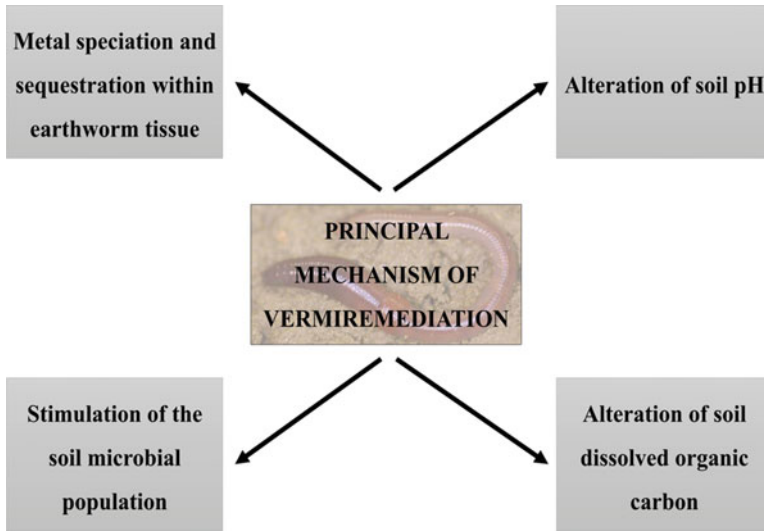 Metal speciation and
sequestration within
earthworm tissue
Alteration of soil pH
PRINCIPAL
MECHANISM OF
VERMIREMEDIATION
Stimulation of the
soil microbial
population
Alteration of soil
dissolved organic
carbon